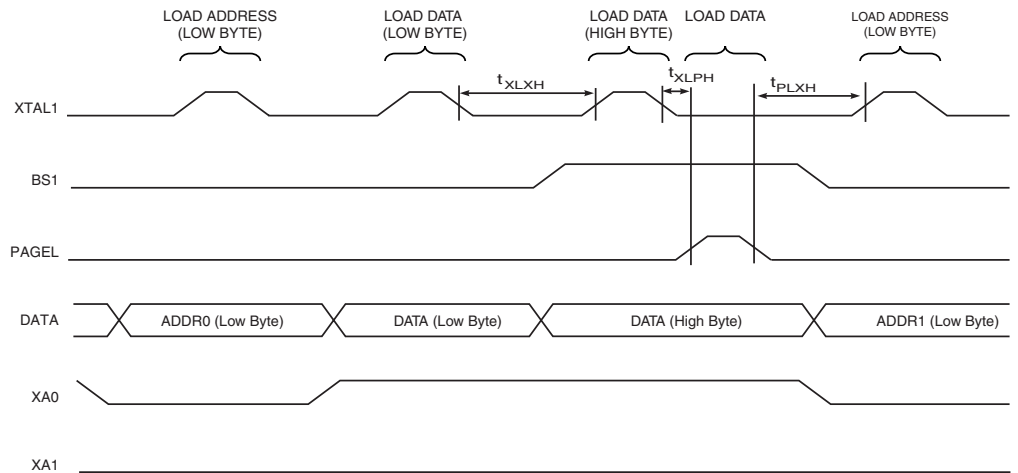 LOAD ADDRESS
(LOW BYTE)
LOAD DATA
(LOW BYTE)
LOAD DATA
(HIGH BYTE)
LOAD DATA
LOAD ADDRESS
(LOW BYTE)
XTAL1
tXLXH
tXLPH
tPLXH
BS1
PAGEL
DATA
ADDR0 (Low Byte)
DATA (Low Byte)
DATA (High Byte)
ADDR1 (Low Byte)
XA0
XA1